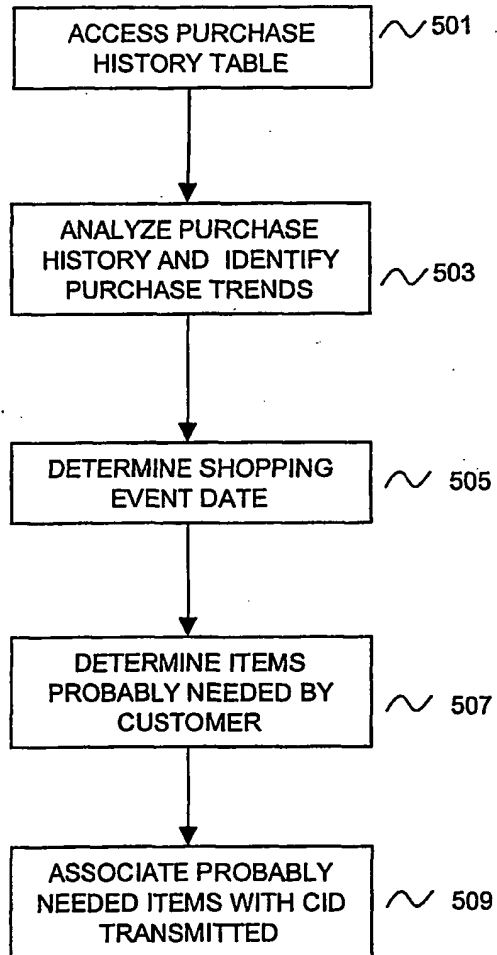 ACCESS PURCHASE
HISTORY TABLE
501
ANALYZE PURCHASE
HISTORY AND IDENTIFY
PURCHASE TRENDS
503
DETERMINE SHOPPING
EVENT DATE
505
DETERMINE ITEMS
PROBABLY NEEDED BY
CUSTOMER
507
ASSOCIATE PROBABLY
NEEDED ITEMS WITH CID
TRANSMITTED
509